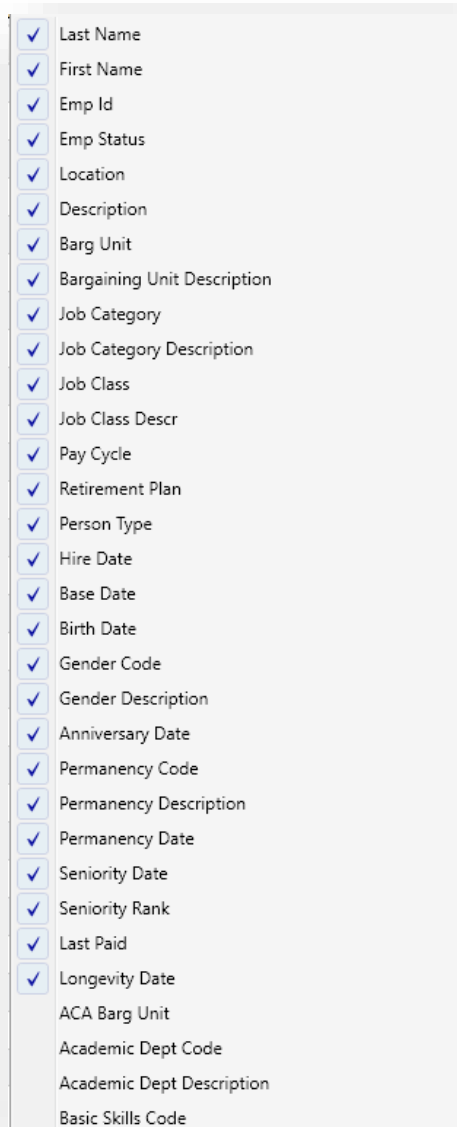 Last Name
First Name
Emp Id
Emp Status
Location
Description
Barg Unit
Bargaining Unit Description
Job Category
Job Category Description
Job Class
Job Class Descr
Pay Cycle
Retirement Plan
Person Type
Hire Date
Base Date
Birth Date
Gender Code
Gender Description
Anniversary Date
Permanency Code
Permanency Description
Permanency Date
Seniority Date
Seniority Rank
Last Paid
Longevity Date
ACA Barg Unit
Academic Dept Code
Academic Dept Description
Basic Skills Code